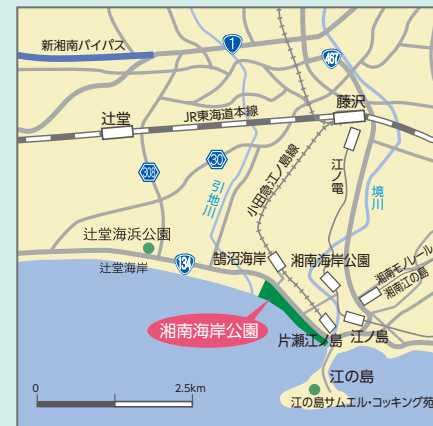 1
新湘南バイパス
467
藤沢
辻堂
JR東海道本線
308
30
引地川
小田急江ノ島線
江ノ電
境川
辻堂海浜公園
辻堂海岸
134
鵠沼海岸
湘南海岸公園
湘南モノレール
湘南江の島
湘南海岸公園
片瀬江ノ島
江ノ島
江の島
江の島サムエル・コッキング苑
0
2.5km